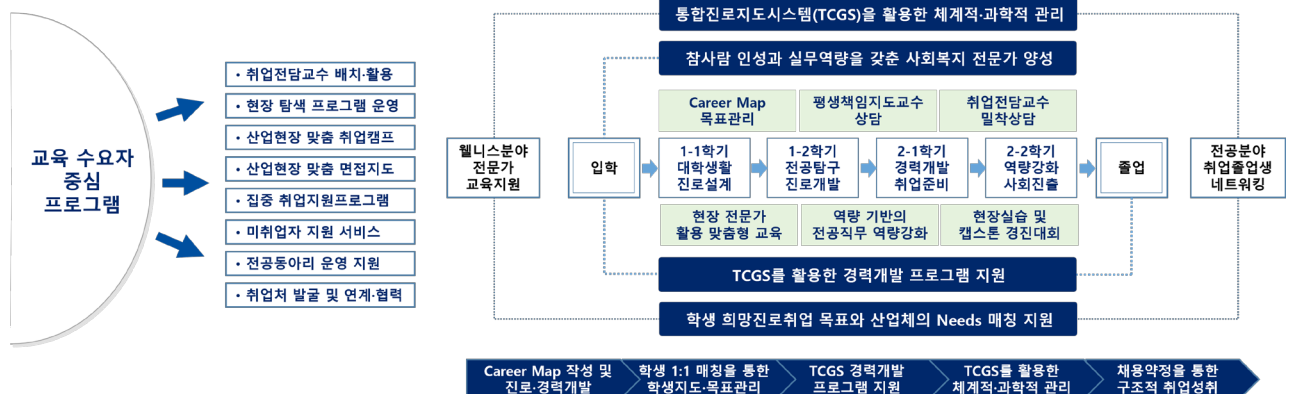 교육 수요자
중심
프로그램
• 취업전담교수 배치·활용
• 현장 탐색 프로그램 운영
• 산업현장 맞춤 취업캠프
• 산업현장 맞춤 면접지도
• 집중 취업지원프로그램
• 미취업자 지원 서비스
• 전공동아리 운영 지원
• 취업처 발굴 및 연계·협력
통합진로지도시스템(TCGS)을 활용한 체계적·과학적 관리
참사람 인성과 실무역량을 갖춘 사회복지 전문가 양성
Career Map
목표관리
평생책임지도교수
상담
취업전담교수
밀착상담
웰니스분야
전문가
교육지원
입학
1-1학기
대학생활
진로설계
1-2학기
전공탐구
진로개발
2-1학기
경력개발
취업준비
2-2학기
역량강화
사회진출
졸업
전공분야
취업졸업생
네트워킹
현장 전문가
활용 맞춤형 교육
역량 기반의
전공직무 역량강화
현장실습 및
캡스톤 경진대회
TCGS를 활용한 경력개발 프로그램 지원
학생 희망진로취업 목표와 산업체의 Needs 매칭 지원
Career Map 작성 및
진로·경력개발
학생 1:1 매칭을 통한
학생지도·목표관리
TCGS 경력개발
프로그램 지원
TCGS를 활용한
체계적·과학적 관리
채용약정을 통한
구조적 취업성취